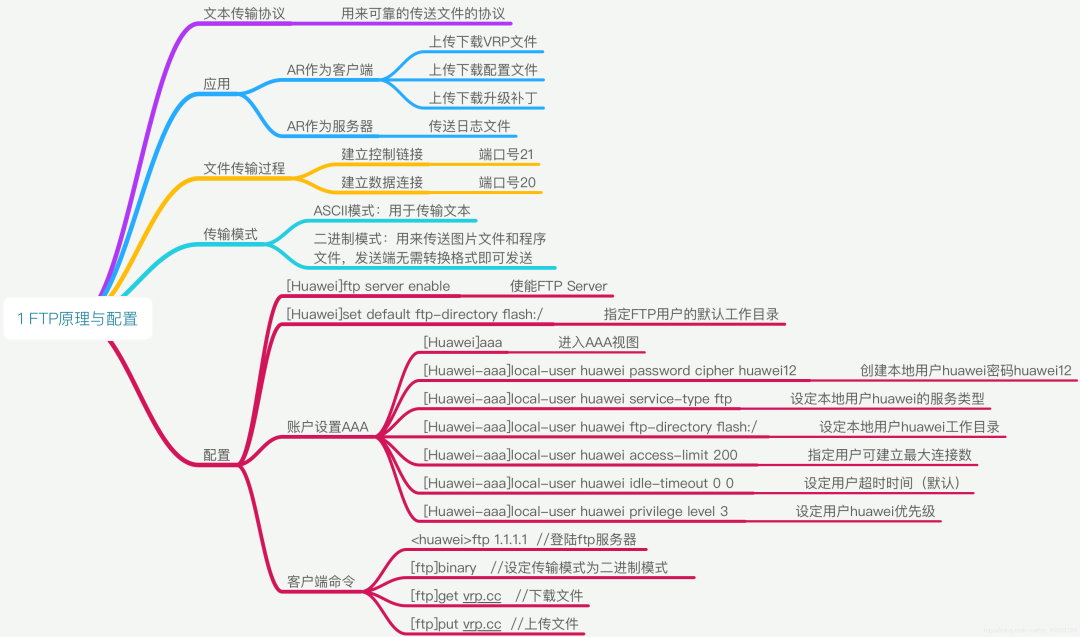 文本传输协议 用来可靠的传送文件的协议
上传下载VRP文件
AR作为客户端 上传下载配置文件
应用
上传下载升级补丁
AR作为服务器 传送日志文件
建立控制链接 端口号21
文件传输过程
建立数据连接 端口号20
ASCII模式：用于传输文本
传输模式
二进制模式：用来传送图片文件和程序
文件，发送端无需转换格式即可发送
[Huawei]ftp server enable 使能FTP Server
[Huawei]set default ftp-directory flash:/ 指定FTP用户的默认工作目录
1 FTP原理与配置
[Huawei]aaa 进入AAA视图
[Huawei-aaa]local-user huawei password cipher huawei12 创建本地用户huawei密码huawei12
[Huawei-aaa]local-user huawei service-type ftp 设定本地用户huawei的服务类型
账户设置AAA [Huawei-aaa]local-user huawei ftp-directory flash:/ 设定本地用户huawei工作目录
配置 [Huawei-aaa]local-user huawei access-limit 200 指定用户可建立最大连接数
[Huawei-aaa]local-user huawei idle-timeout 0 0 设定用户超时时间（默认）
[Huawei-aaa]local-user huawei privilege level 3 设定用户huawei优先级
<huawei>ftp 1.1.1.1 //登陆ftp服务器
[ftp]binary //设定传输模式为二进制模式
客户端命令
[ftp]get vrp.cc //下载文件
[ftp]put vrp.cc //上传文件